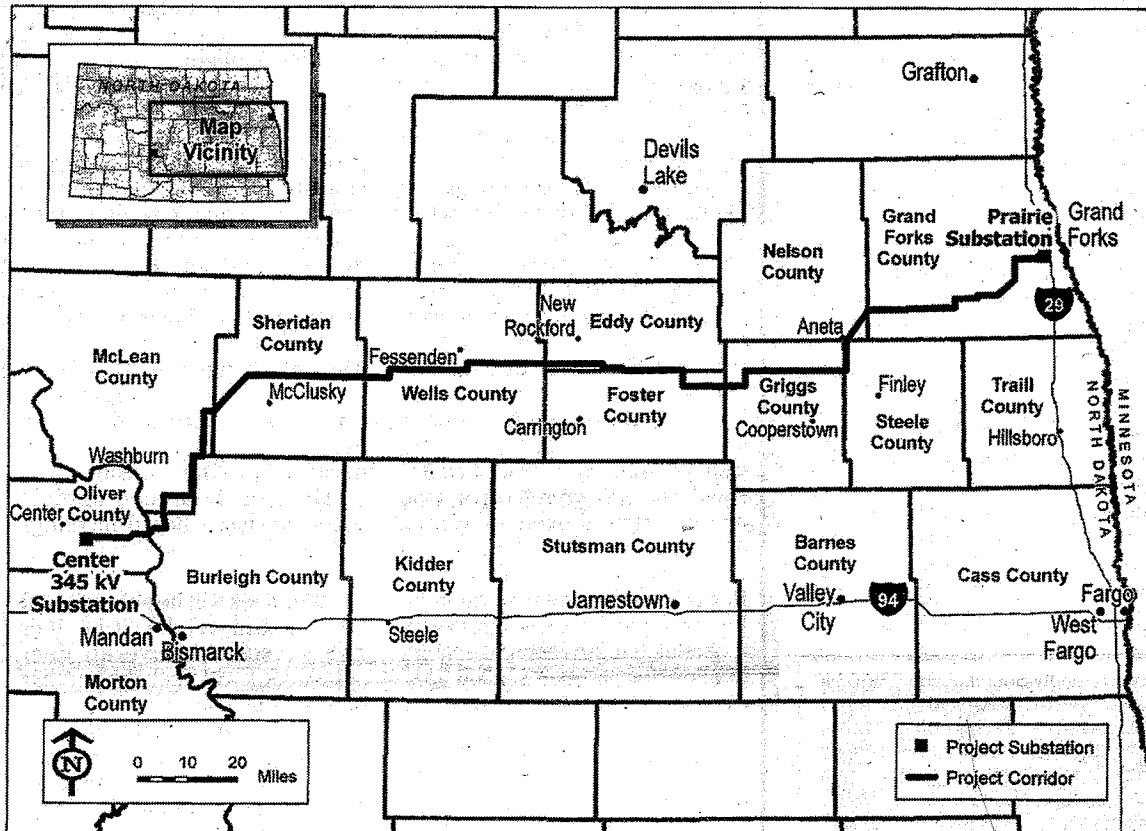 NORTH DAKOTA
Map
Vicinity
Grafton
Devils
Lake
Grand
Forks
County
Prairie
Substation
Grand
Forks
Nelson
County
29
Sheridan
County
New
Rockford
Eddy County
Aneta
McLean
County
Fessenden
McClusky
Wells County
Foster
County
Carrington
Griggs
County
Cooperstown
Finley
Steele
County
Traill
County
Hillsboro
NORTH DAKOTA
MINNESOTA
Washburn
Oliver
County
Center
Center
345 kV
Substation
Burleigh County
Kidder
County
Stutsman County
Barnes
County
Cass County
Jamestown
Valley
City
94
Fargo
West
Fargo
Mandan
Bismarck
Steele
Morton
County
N
0 10 20
Miles
Project Substation
Project Corridor